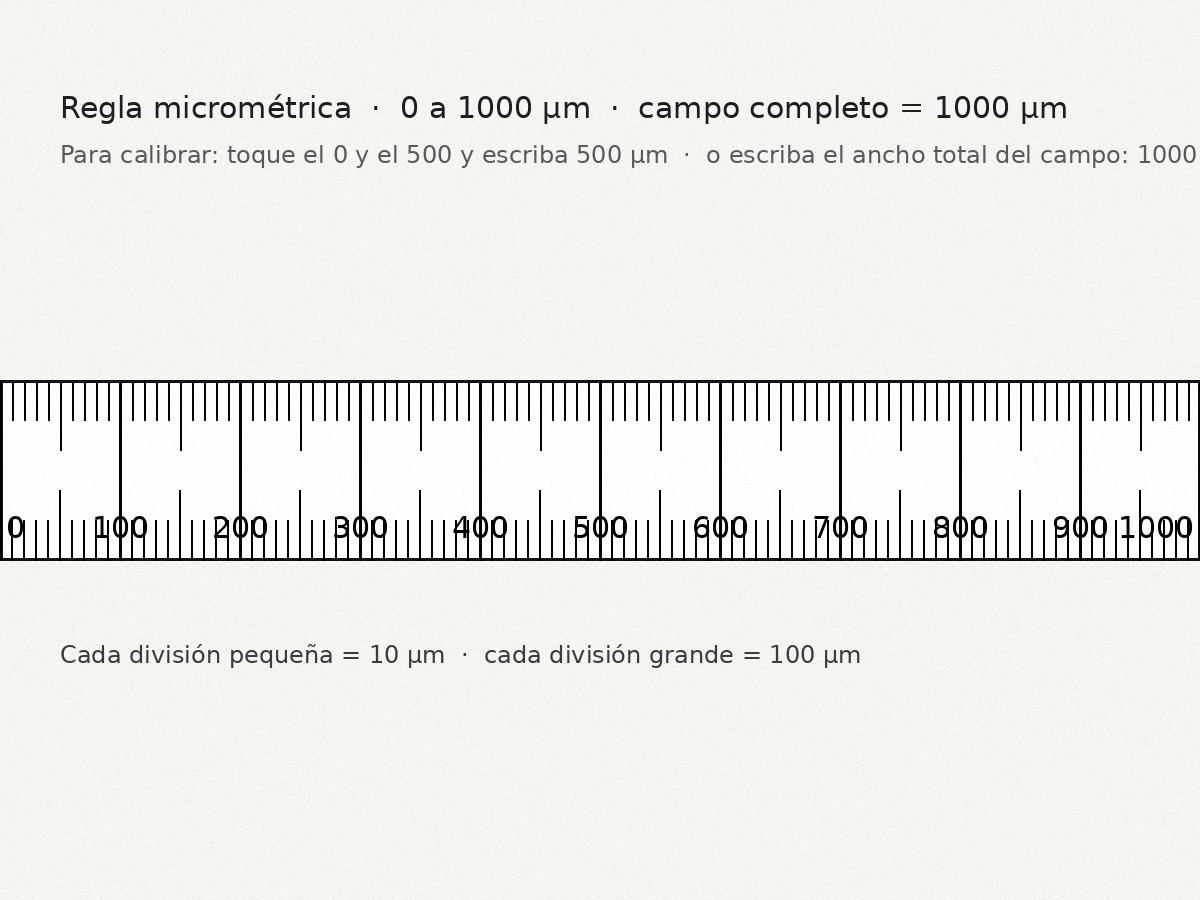 Regla micrométrica · 0 a 1000 µm · campo completo = 1000 µm
Para calibrar: toque el 0 y el 500 y escriba 500 µm · o escriba el ancho total del campo: 1000
0 100 200 300 400 500 600 700 800 900 1000
Cada división pequeña = 10 µm · cada división grande = 100 µm